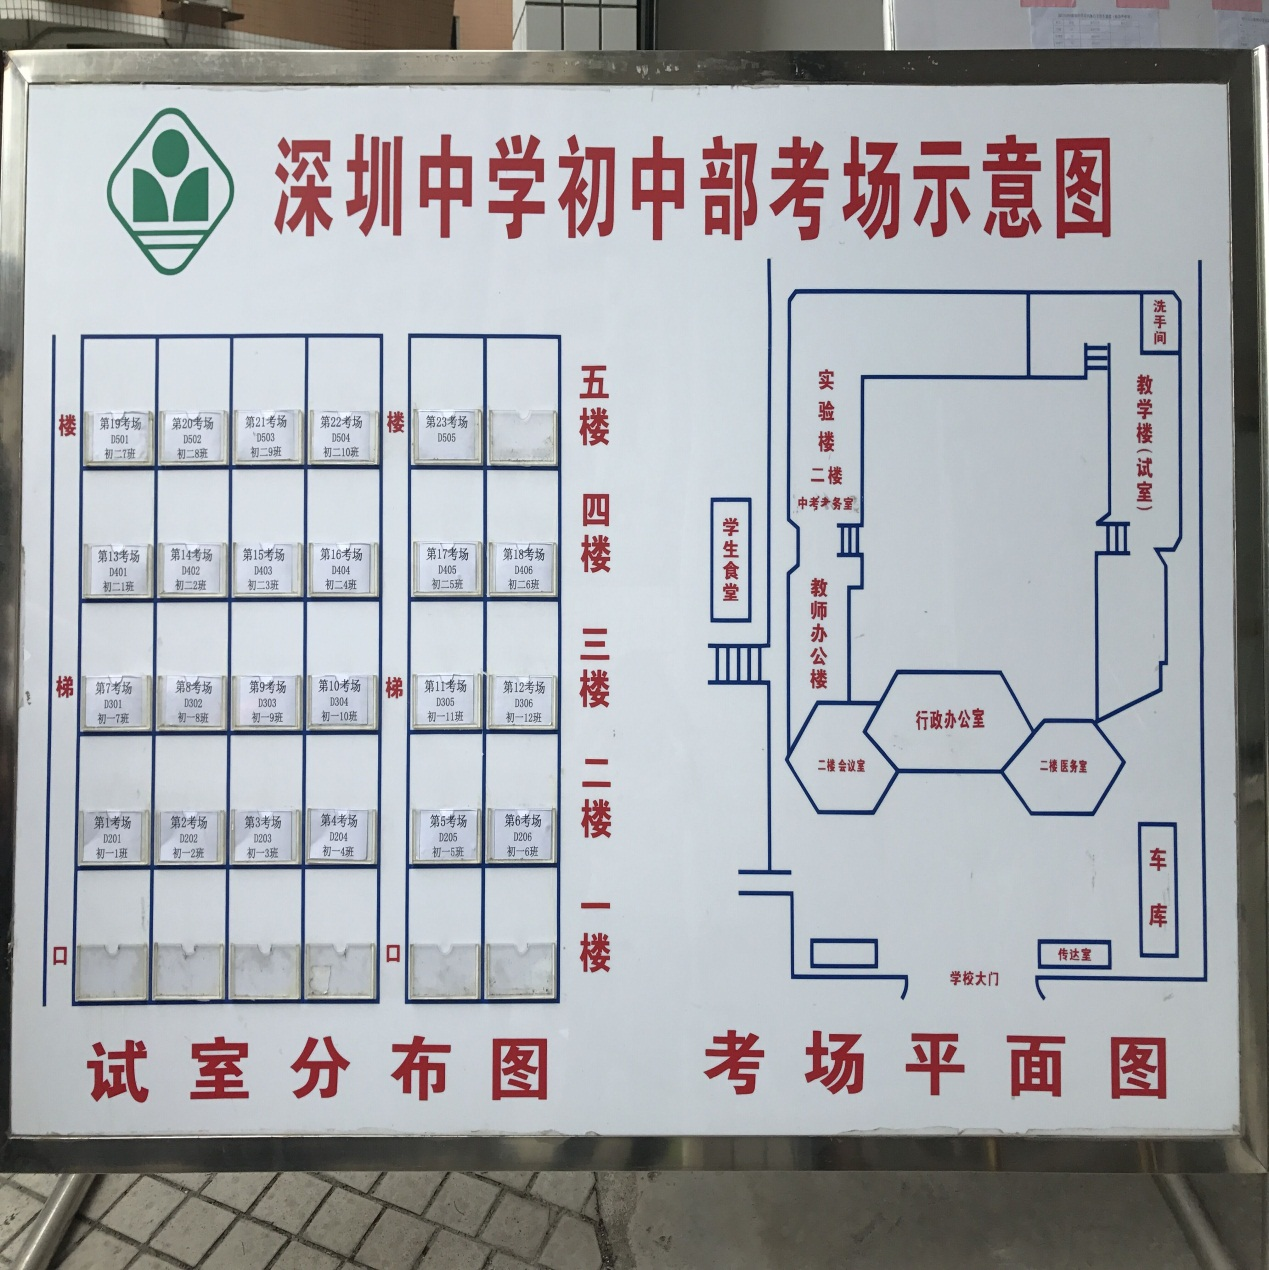 深圳中学初中部考场示意图
五楼
第19考场
D501
初二7班
第20考场
D502
初二8班
第21考场
D503
初二9班
第22考场
D504
初二10班
第23考场
D505
四楼
第13考场
D401
初二1班
第14考场
D402
初二2班
第15考场
D403
初二3班
第16考场
D404
初二4班
第17考场
D405
初二5班
第18考场
D406
初二6班
三楼
第7考场
D301
初一7班
第8考场
D302
初一8班
第9考场
D303
初一9班
第10考场
D304
初一10班
第11考场
D305
初一11班
第12考场
D306
初一12班
二楼
第1考场
D201
初一1班
第2考场
D202
初一2班
第3考场
D203
初一3班
第4考场
D204
初一4班
第5考场
D205
初一5班
第6考场
D206
初一6班
一楼
楼梯口
楼梯口
试室分布图
洗手间
实验楼
二楼
中考考务室
教学楼(试室)
学生食堂
教师办公楼
行政办公室
二楼会议室
二楼医务室
车库
传达室
学校大门
考场平面图